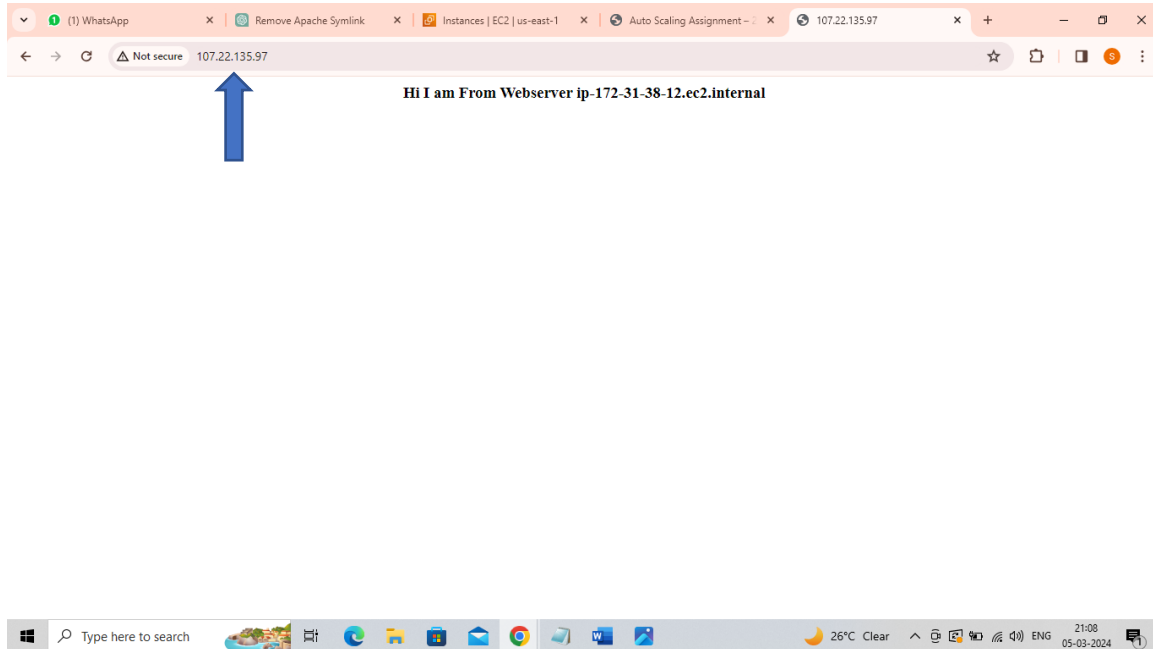 (1) WhatsApp
Remove Apache Symlink
Instances | EC2 | us-east-1
Auto Scaling Assignment – 2
107.22.135.97
Not secure
107.22.135.97
S
Hi I am From Webserver ip-172-31-38-12.ec2.internal
Type here to search
26°C Clear
ENG
21:08
05-03-2024
1